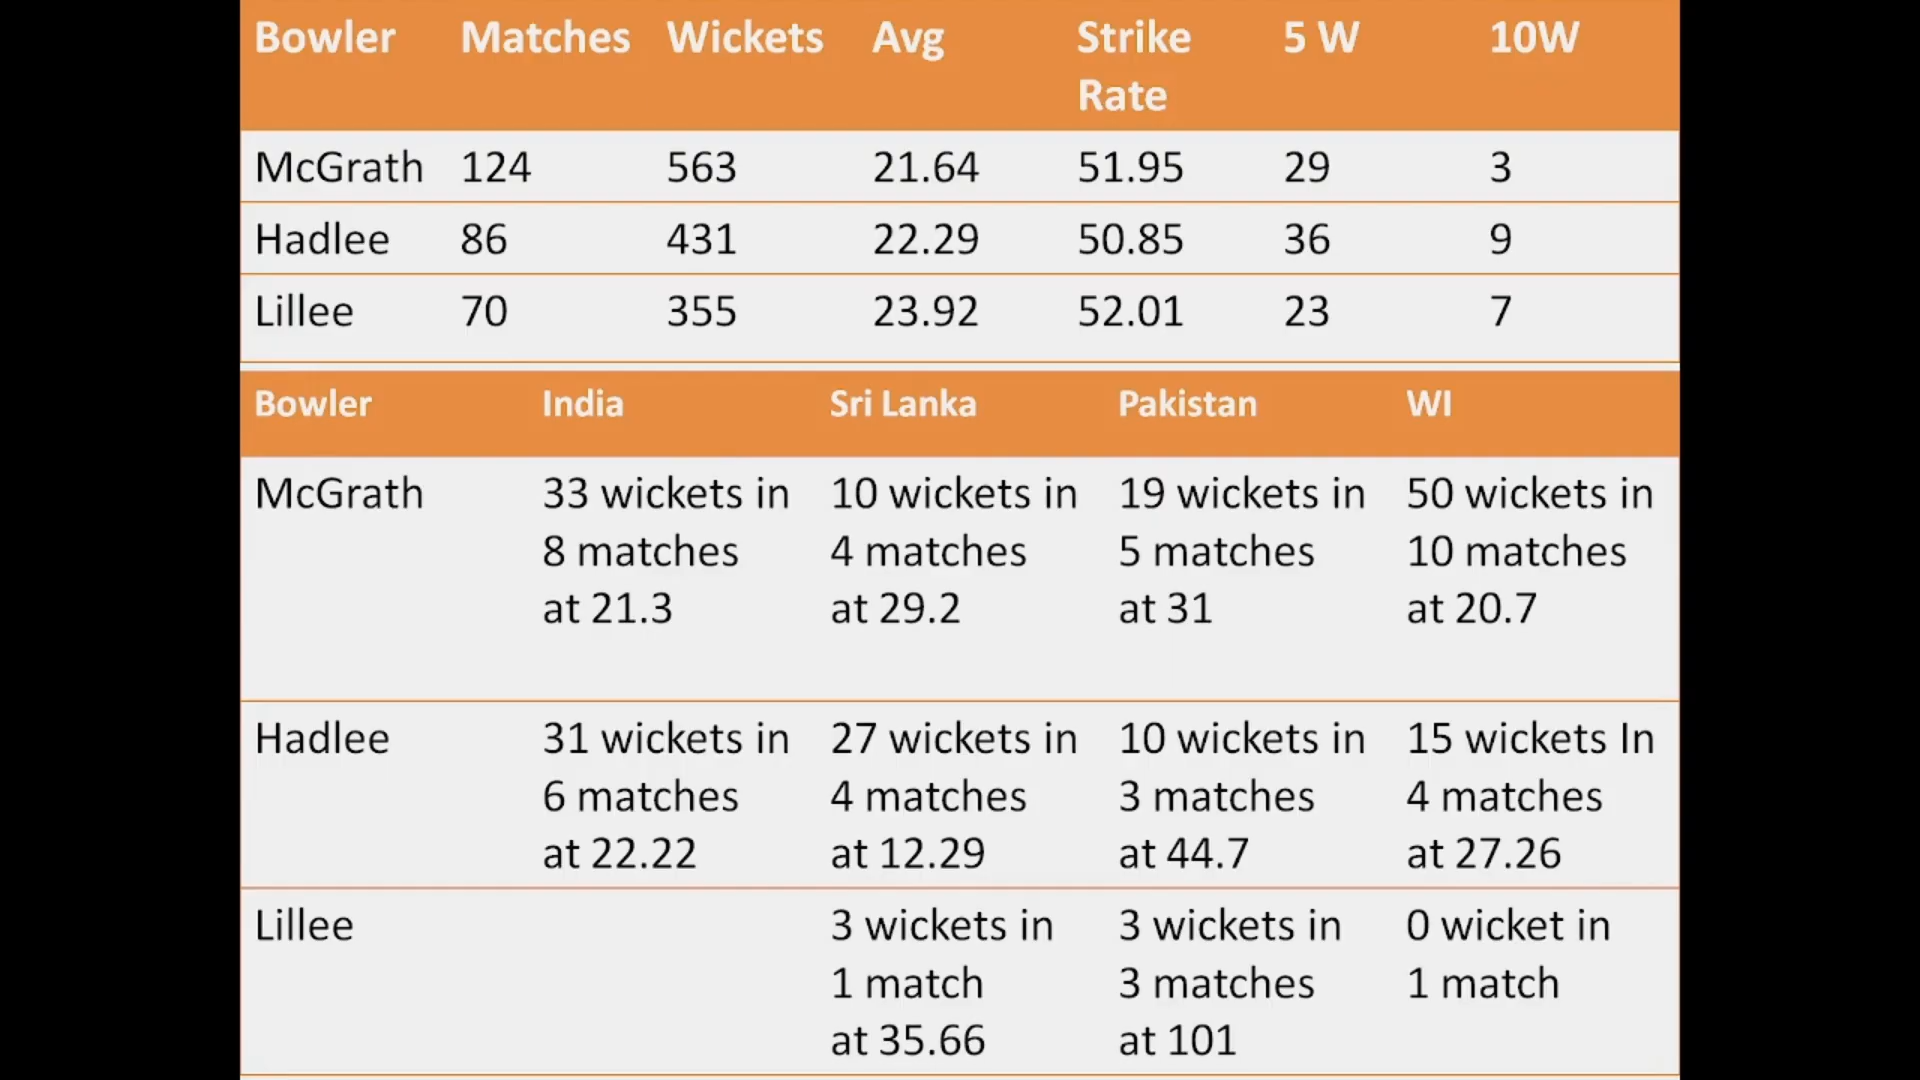 Bowler Matches Wickets Avg Strike Rate 5 W 10W
McGrath 124 563 21.64 51.95 29 3
Hadlee 86 431 22.29 50.85 36 9
Lillee 70 355 23.92 52.01 23 7
Bowler India Sri Lanka Pakistan WI
McGrath 33 wickets in 10 wickets in 19 wickets in 50 wickets in
8 matches 4 matches 5 matches 10 matches
at 21.3 at 29.2 at 31 at 20.7
Hadlee 31 wickets in 27 wickets in 10 wickets in 15 wickets In
6 matches 4 matches 3 matches 4 matches
at 22.22 at 12.29 at 44.7 at 27.26
Lillee 3 wickets in 3 wickets in 0 wicket in
1 match 3 matches 1 match
at 35.66 at 101